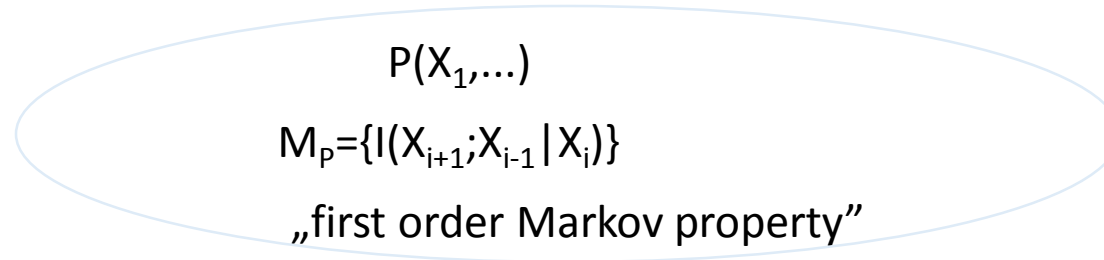 P(X₁,...)
Mₚ={I(Xᵢ₊₁;Xᵢ₋₁|Xᵢ)}
„first order Markov property”